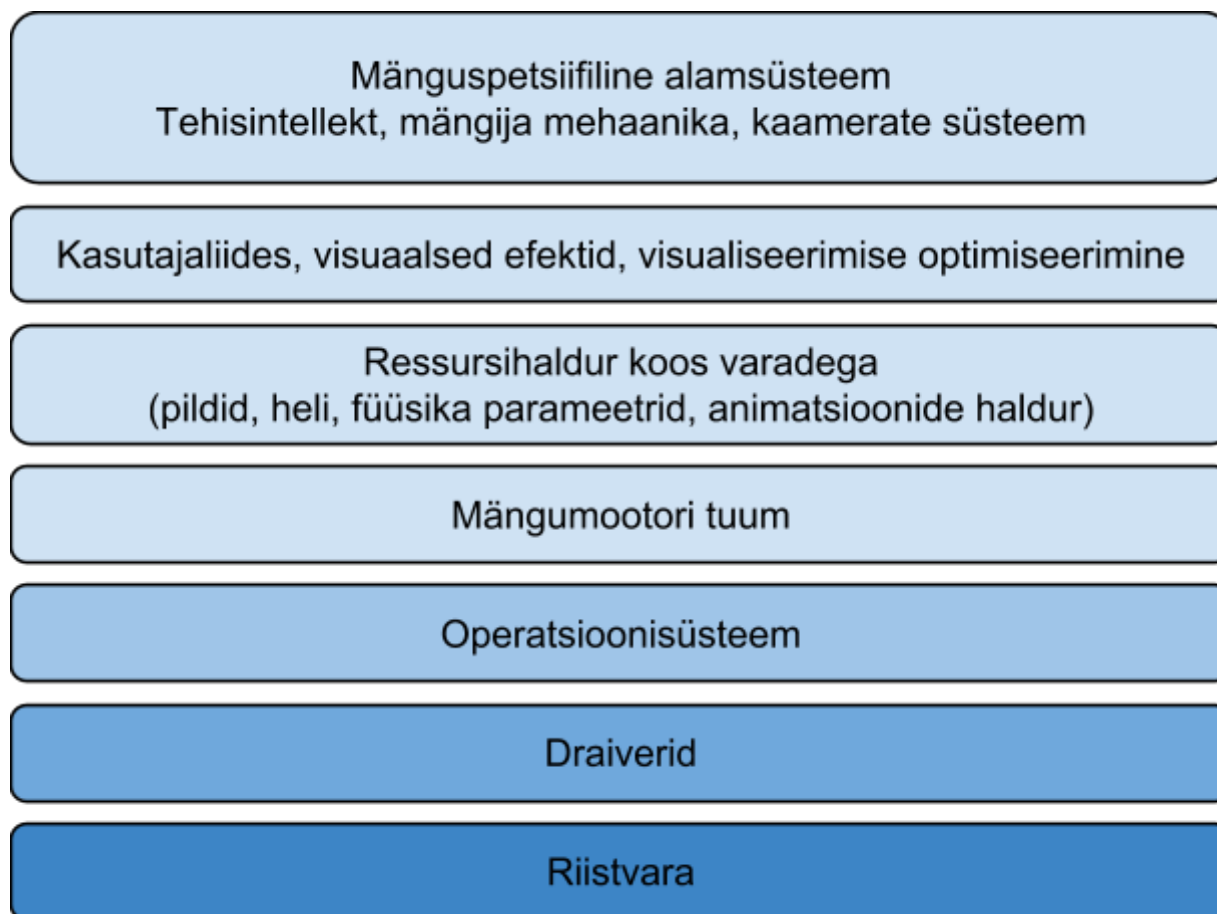 Mänguspetsiifiline alamsüsteem
Tehisintellekt, mängija mehaanika, kaamerate süsteem
Kasutajaliides, visuaalsed efektid, visualiseerimise optimiseerimine
Ressursihaldur koos varadega
(pildid, heli, füüsika parameetrid, animatsioonide haldur)
Mängumootori tuum
Operatsioonisüsteem
Draiverid
Riistvara